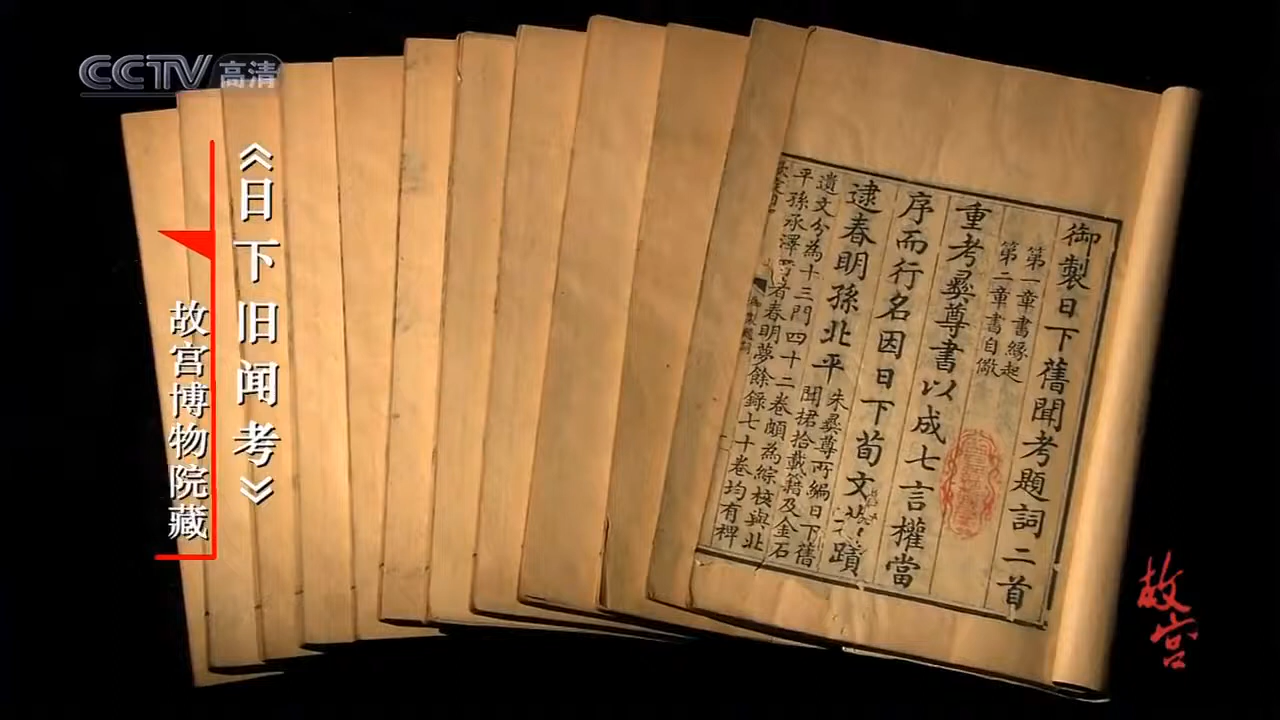 CCTV高清
《日下旧闻考》
故宫博物院藏
御製日下舊聞考題詞二首
第一章書緣起
第二章書自儆
重考彝尊書以成七言權當
序而行名因日下荀文
蹟
逮春明孫北平
朱彝尊所編日下舊
聞捃拾載籍及金石
遺文分為十三門四十二卷頗為綜核與北
平孫承澤
者春明夢餘錄七十卷均有稗
故宫